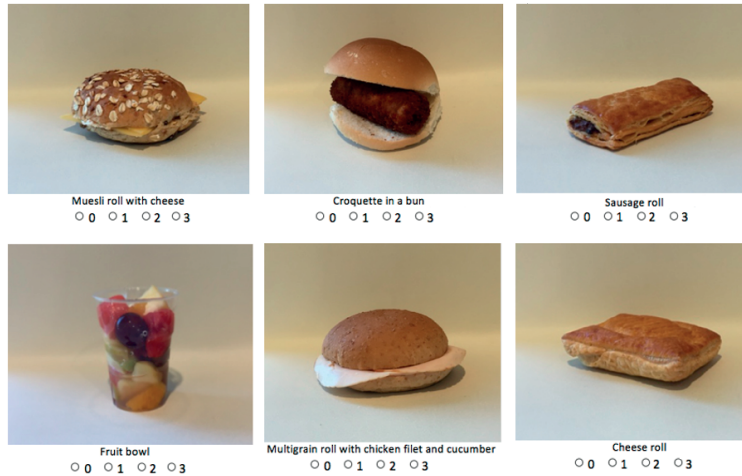 Muesli roll with cheese
0 1 2 3
Croquette in a bun
0 1 2 3
Sausage roll
0 1 2 3
Fruit bowl
0 1 2 3
Multigrain roll with chicken filet and cucumber
0 1 2 3
Cheese roll
0 1 2 3